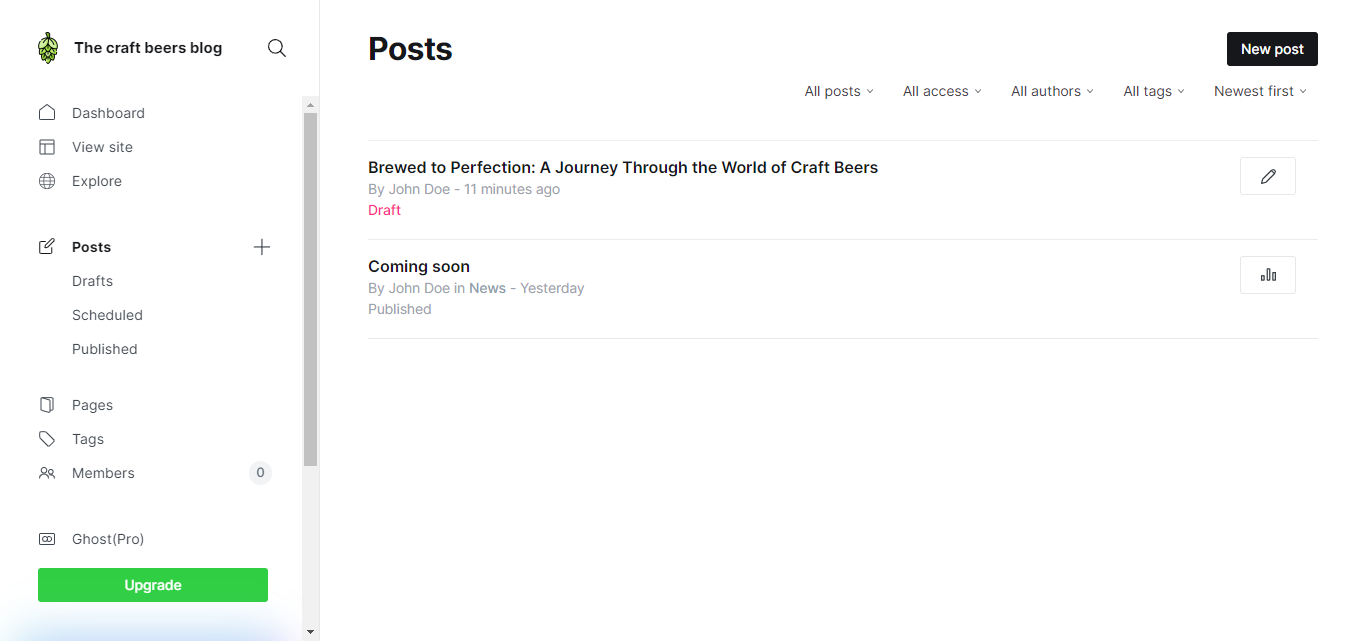 The craft beers blog
Dashboard
View site
Explore
Posts
Drafts
Scheduled
Published
Pages
Tags
Members 0
Ghost(Pro)
Upgrade
Posts
New post
All posts All access All authors All tags Newest first
Brewed to Perfection: A Journey Through the World of Craft Beers
By John Doe - 11 minutes ago
Draft
Coming soon
By John Doe in News - Yesterday
Published